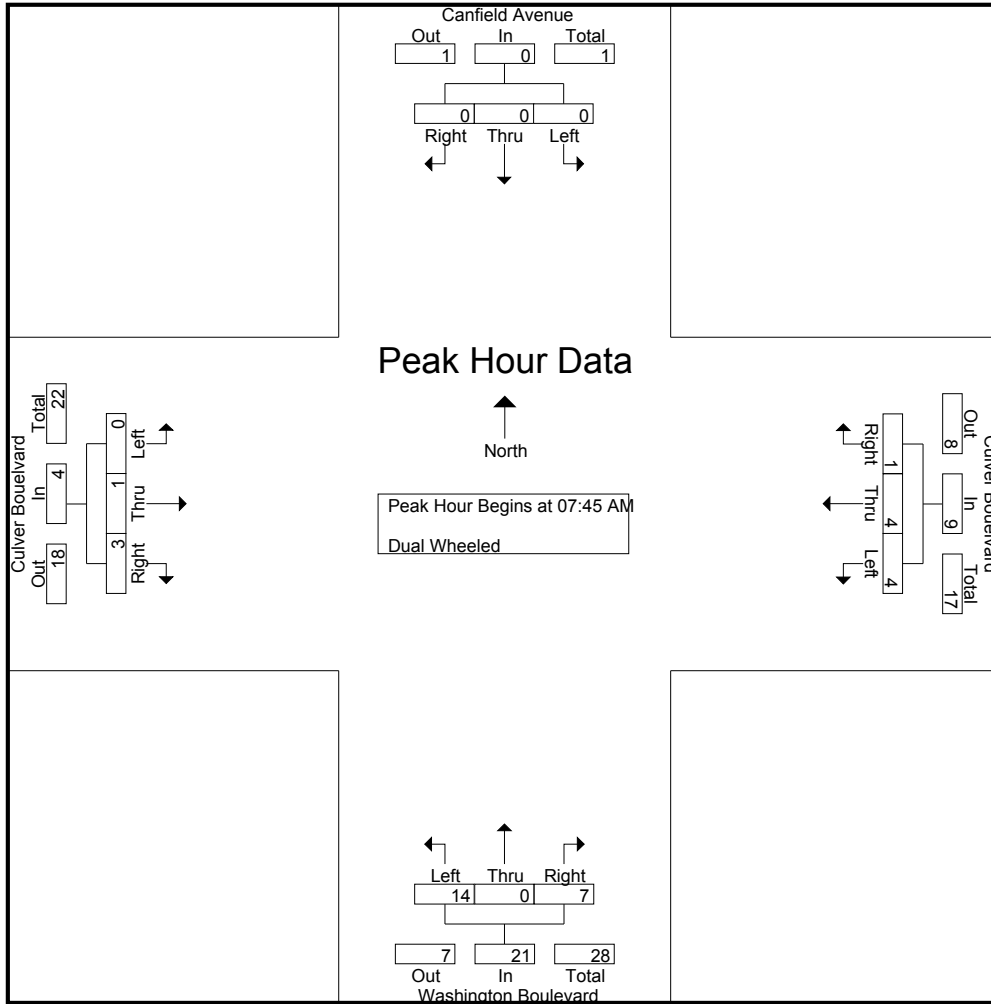 Canfield Avenue
Out In Total
1 0 1
0 0 0
Right Thru Left
Peak Hour Data
North
Peak Hour Begins at 07:45 AM
Dual Wheeled
Culver Bouelvard
Total In Out
22 4 18
0 1 3
Left Thru Right
Culver Bouelvard
Out In Total
8 9 17
1 4 4
Right Thru Left
Left Thru Right
14 0 7
7 21 28
Out In Total
Washington Boulevard